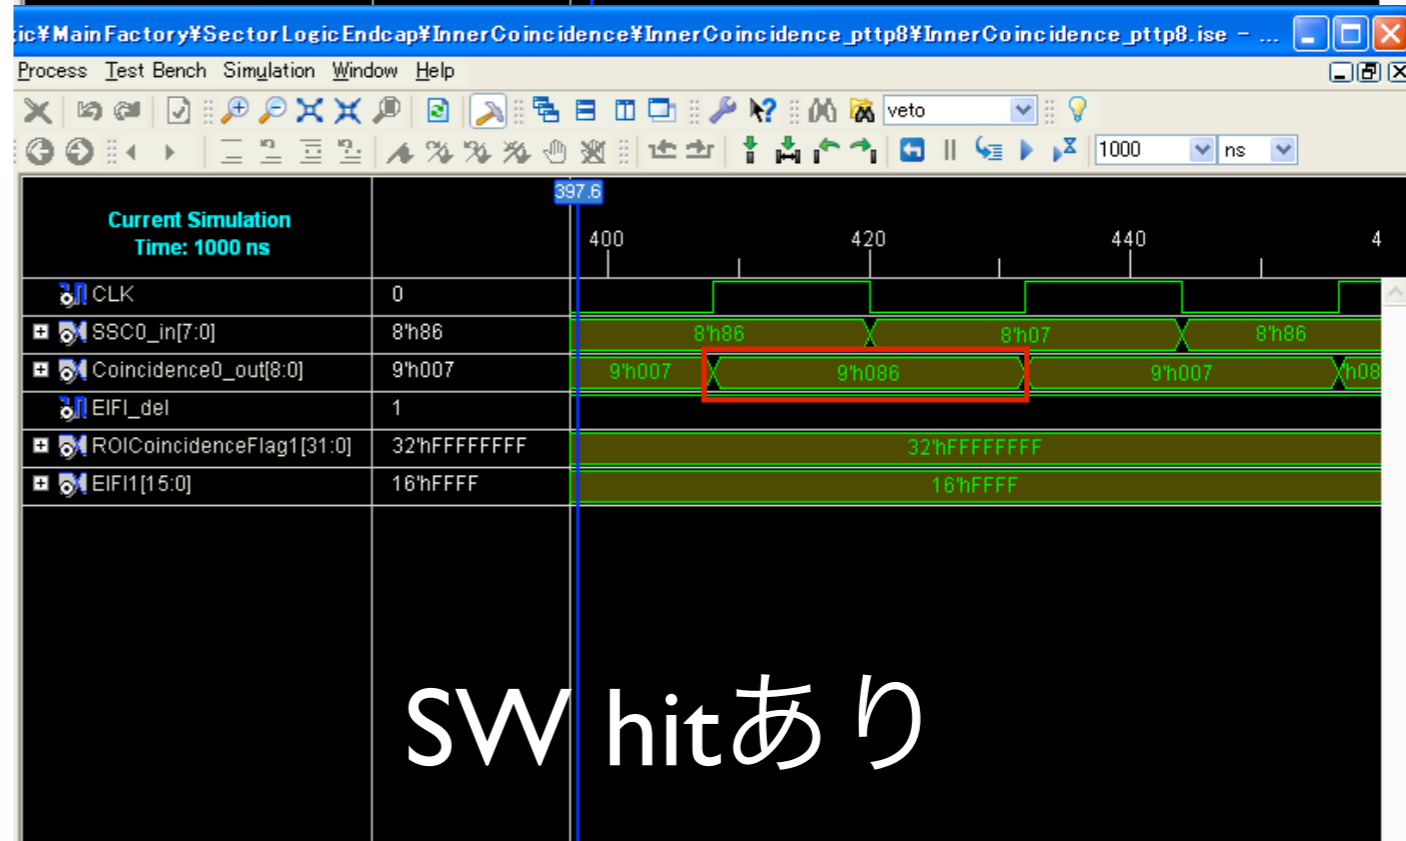 ic¥MainFactory¥SectorLogicEndcap¥InnerCoincidence¥InnerCoincidence_pttp8¥InnerCoincidence_pttp8.ise - ...
Process Test Bench Simulation Window Help
veto
1000 ns
397.6
Current Simulation
Time: 1000 ns
400 420 440 4
CLK 0
SSC0_in[7:0] 8'h86 8'h86 8'h07 8'h86
Coincidence0_out[8:0] 9'h007 9'h007 9'h086 9'h007 'h08
EIFI_del 1
ROICoincidenceFlag1[31:0] 32'hFFFFFFFF 32'hFFFFFFFF
EIFI1[15:0] 16'hFFFF 16'hFFFF
SW hitあり